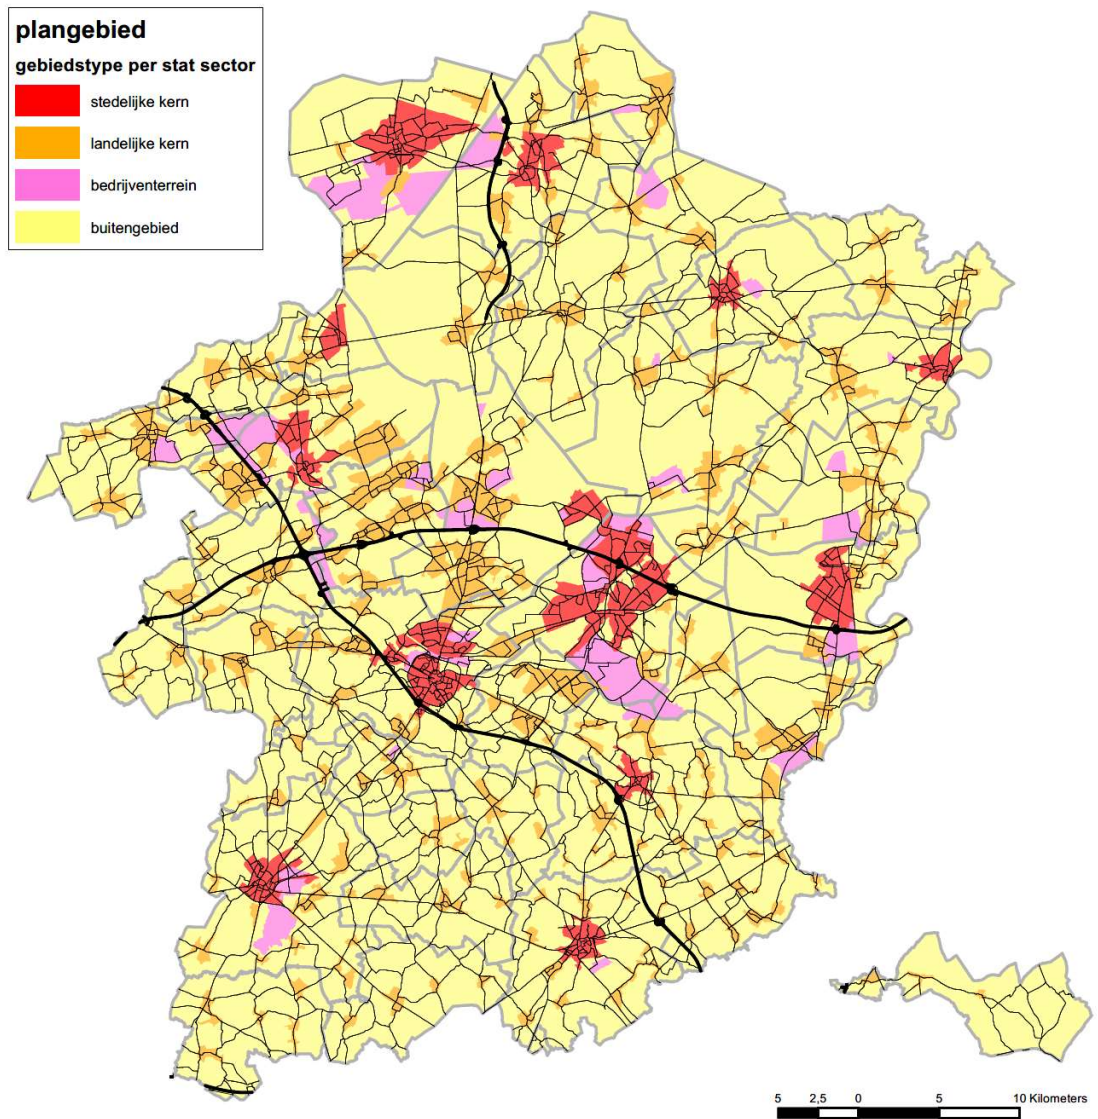 plangebied
gebiedstype per stat sector
stedelijke kern
landelijke kern
bedrijventerrein
buitengebied
5 2,5 0 5 10 Kilometers